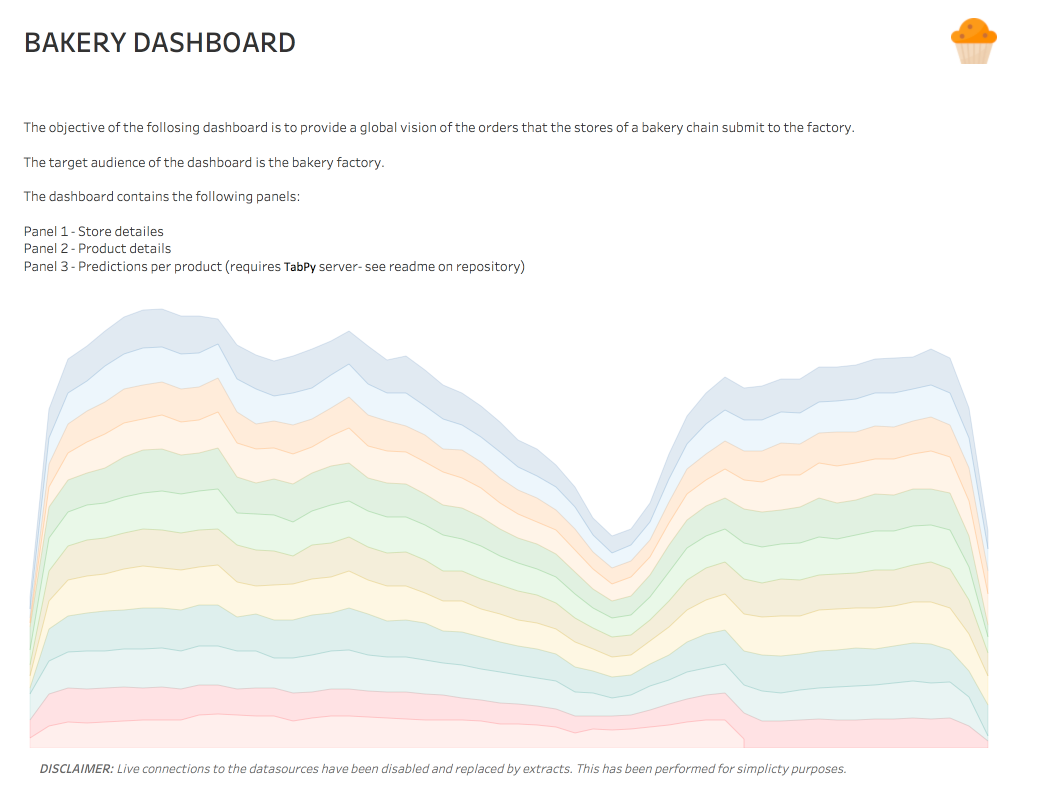 BAKERY DASHBOARD
The objective of the follosing dashboard is to provide a global vision of the orders that the stores of a bakery chain submit to the factory.
The target audience of the dashboard is the bakery factory.
The dashboard contains the following panels:
Panel 1 - Store detailes
Panel 2 - Product details
Panel 3 - Predictions per product (requires TabPy server- see readme on repository)
DISCLAIMER: Live connections to the datasources have been disabled and replaced by extracts. This has been performed for simplicty purposes.